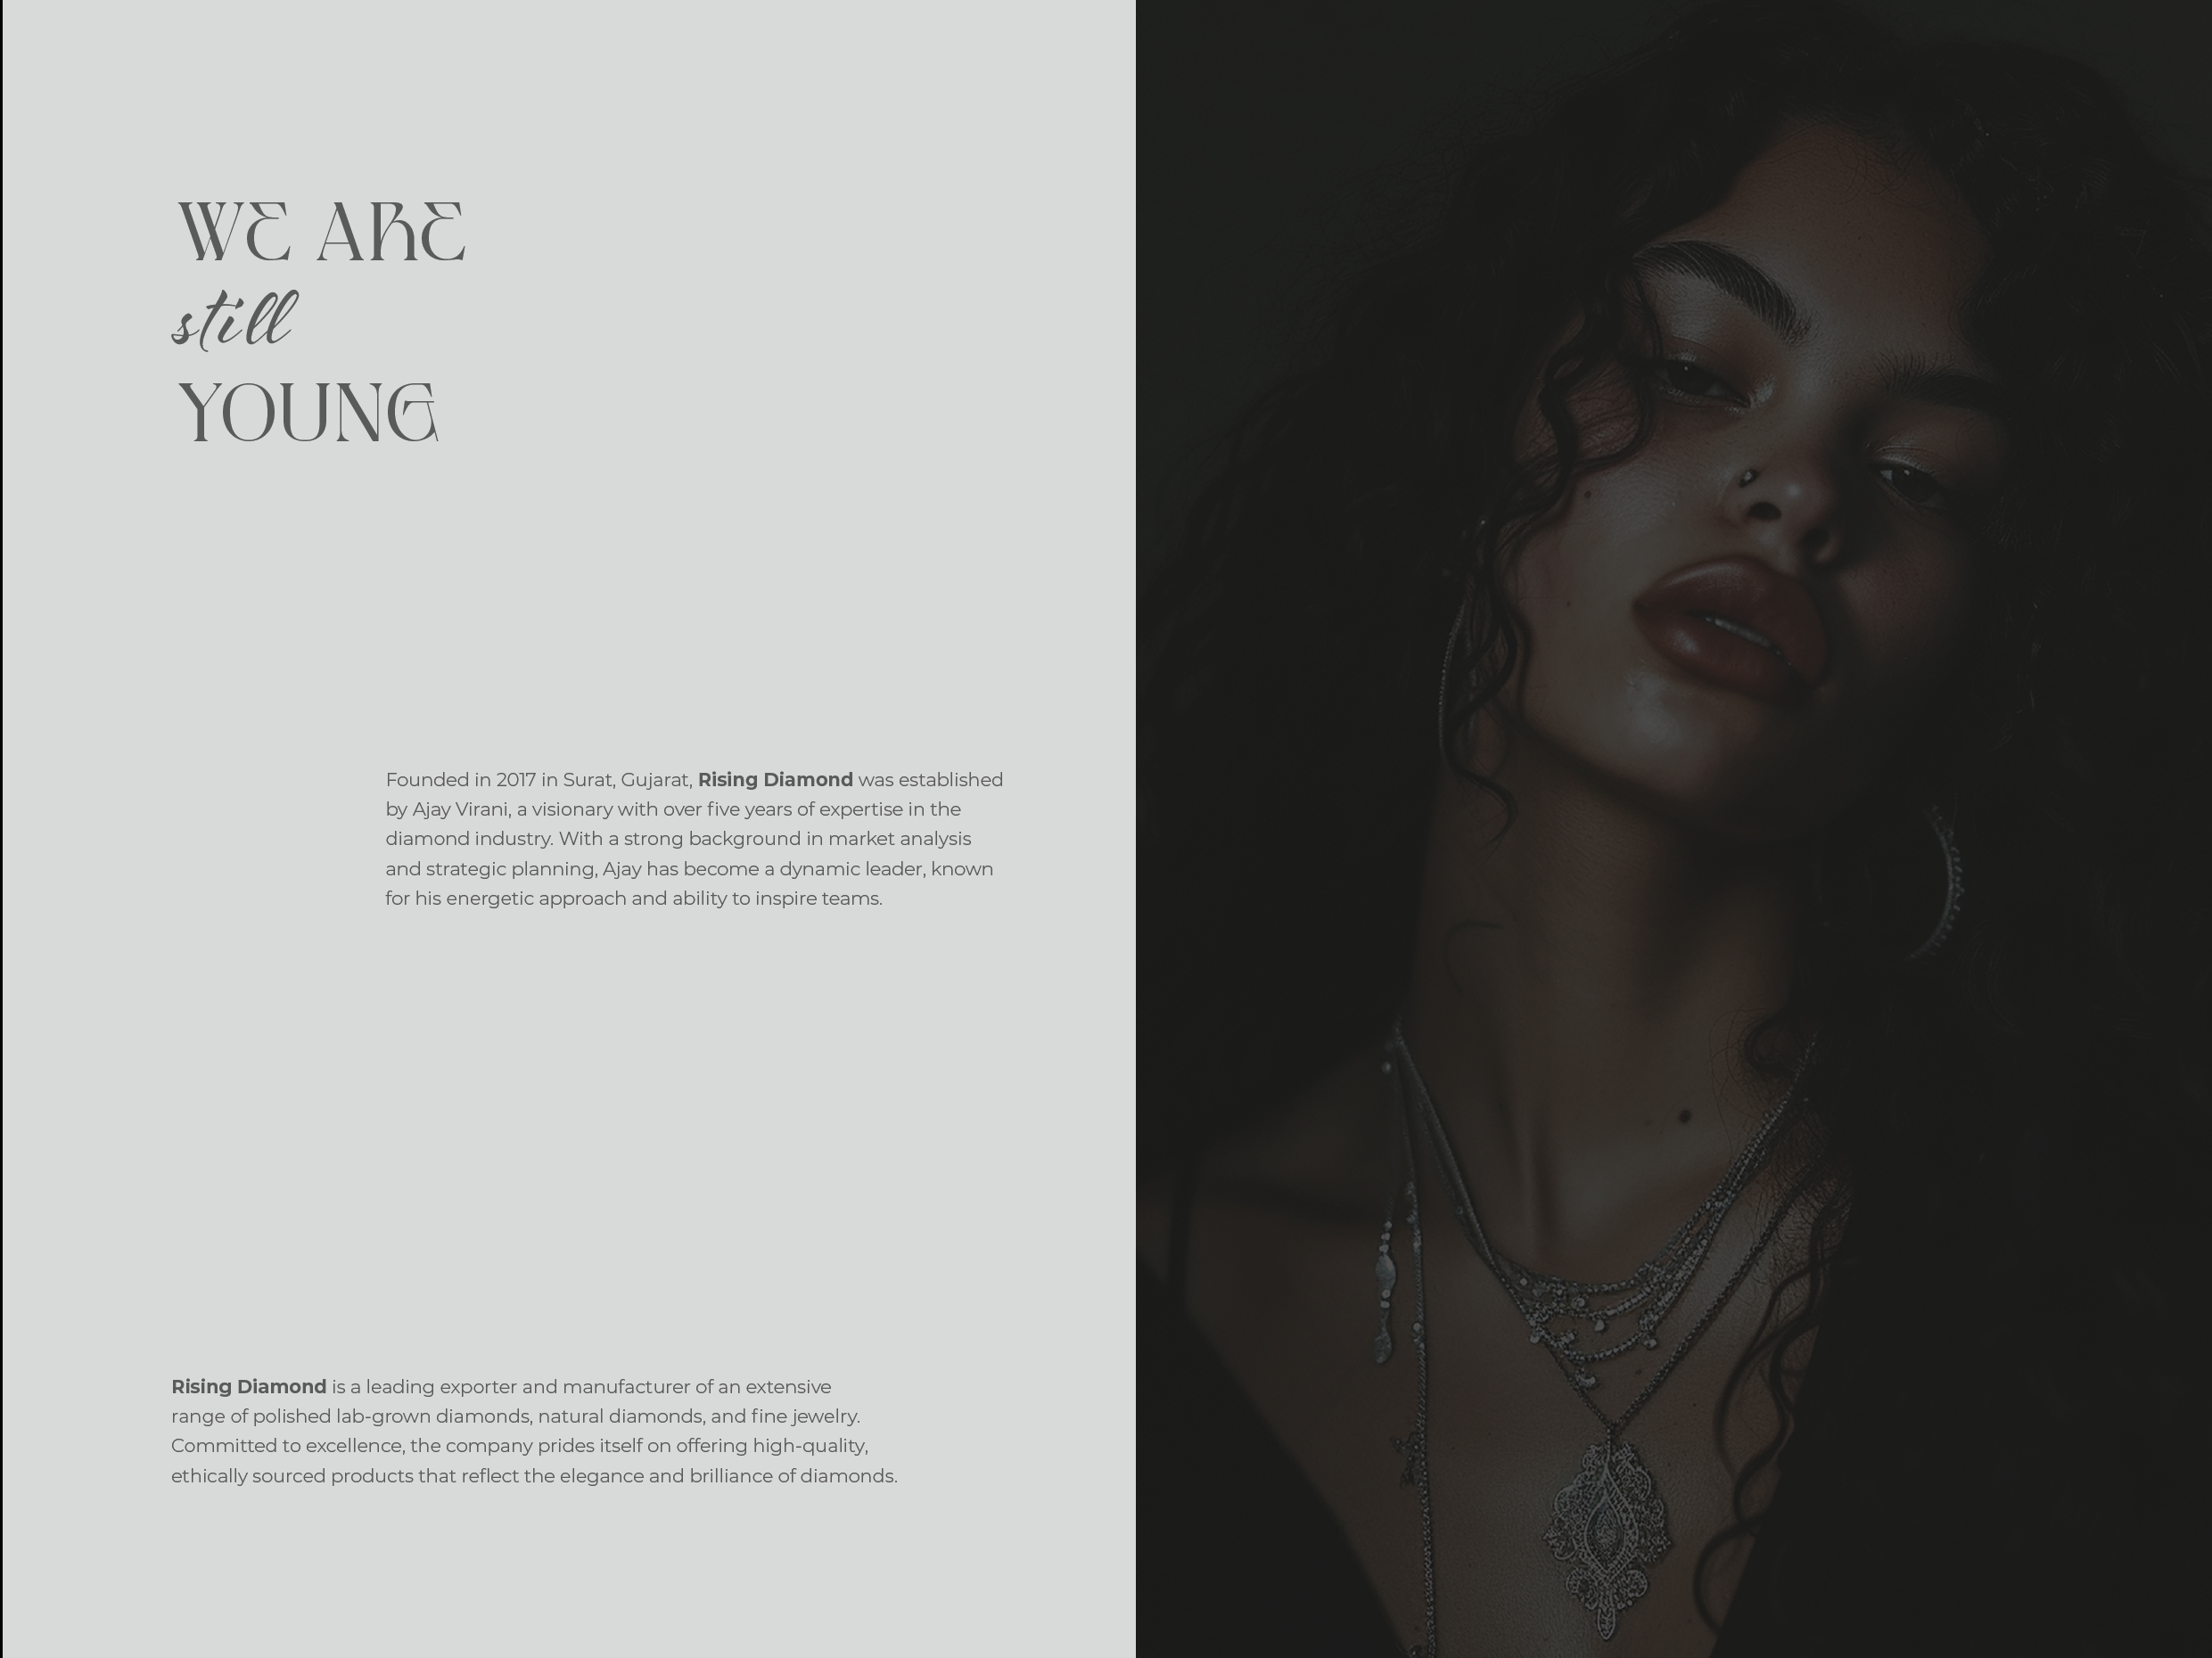 WE ARE
still
YOUNG
Founded in 2017 in Surat, Gujarat, Rising Diamond was established
by Ajay Virani, a visionary with over five years of expertise in the
diamond industry. With a strong background in market analysis
and strategic planning, Ajay has become a dynamic leader, known
for his energetic approach and ability to inspire teams.
Rising Diamond is a leading exporter and manufacturer of an extensive
range of polished lab-grown diamonds, natural diamonds, and fine jewelry.
Committed to excellence, the company prides itself on offering high-quality,
ethically sourced products that reflect the elegance and brilliance of diamonds.